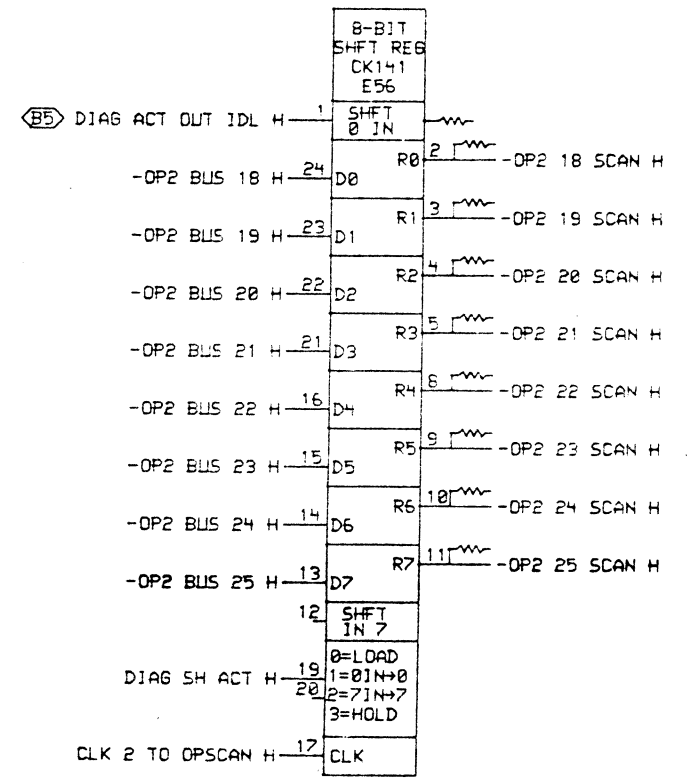 8-BIT
SHFT REG
CK141
E56
B5 DIAG ACT OUT IDL H 1 SHFT
0 IN
R0 2 -OP2 18 SCAN H
-OP2 BUS 18 H 24 D0
R1 3 -OP2 19 SCAN H
-OP2 BUS 19 H 23 D1
R2 4 -OP2 20 SCAN H
-OP2 BUS 20 H 22 D2
R3 5 -OP2 21 SCAN H
-OP2 BUS 21 H 21 D3
R4 8 -OP2 22 SCAN H
-OP2 BUS 22 H 16 D4
R5 9 -OP2 23 SCAN H
-OP2 BUS 23 H 15 D5
R6 10 -OP2 24 SCAN H
-OP2 BUS 24 H 14 D6
R7 11 -OP2 25 SCAN H
-OP2 BUS 25 H 13 D7
12 SHFT
IN 7
0=LOAD
DIAG SH ACT H 19 1=0IN→0
20 2=7IN→7
3=HOLD
CLK 2 TO OPSCAN H 17 CLK